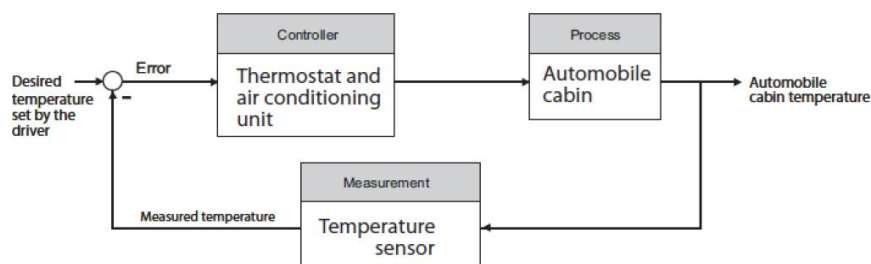 Controller
Process
Error
Desired
temperature
set by the
driver
Thermostat and
air conditioning
unit
Automobile
cabin
Automobile
cabin temperature
–
Measurement
Measured temperature
Temperature
sensor